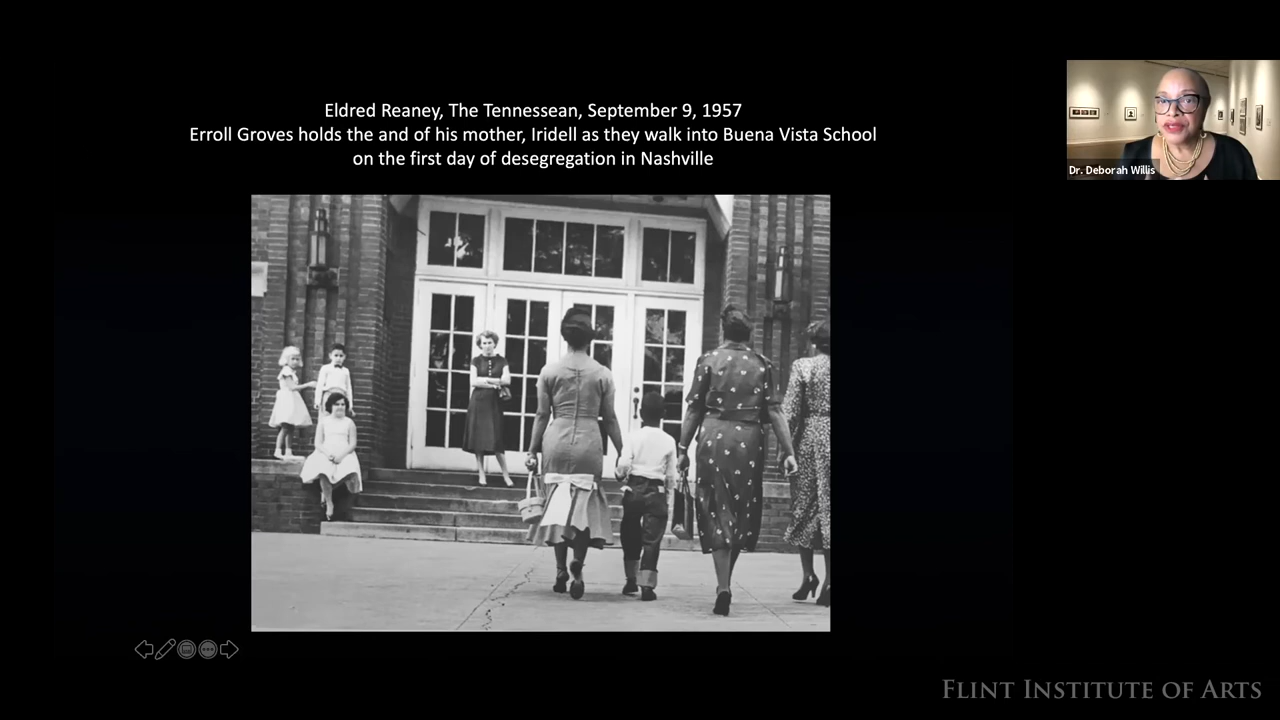 Eldred Reaney, The Tennessean, September 9, 1957
Erroll Groves holds the and of his mother, Iridell as they walk into Buena Vista School
on the first day of desegregation in Nashville
Dr. Deborah Willis
FLINT INSTITUTE OF ARTS